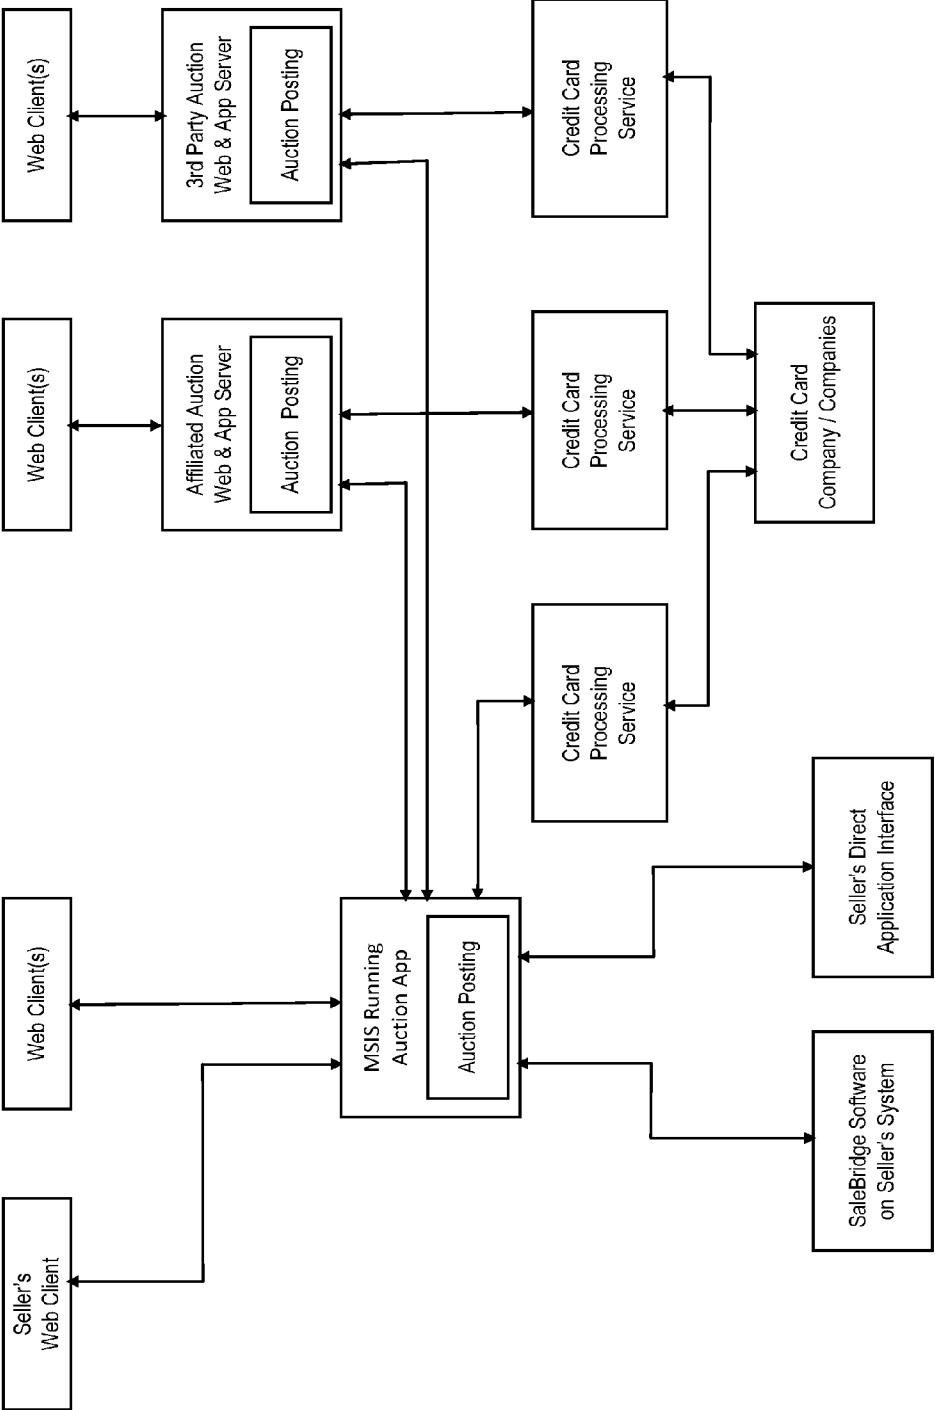 Seller's
Web Client
Web Client(s)
Web Client(s)
Web Client(s)
MSIS Running
Auction App
Auction Posting
Affiliated Auction
Web & App Server
Auction Posting
3rd Party Auction
Web & App Server
Auction Posting
Credit Card
Processing
Service
Credit Card
Processing
Service
Credit Card
Processing
Service
SaleBridge Software
on Seller's System
Seller's Direct
Application Interface
Credit Card
Company / Companies